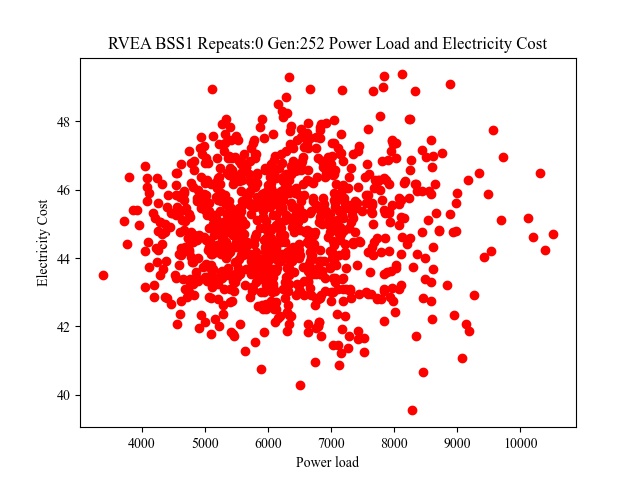 RVEA BSS1 Repeats:0 Gen:252 Power Load and Electricity Cost
48
46
44
42
40
Electricity Cost
4000 5000 6000 7000 8000 9000 10000
Power load